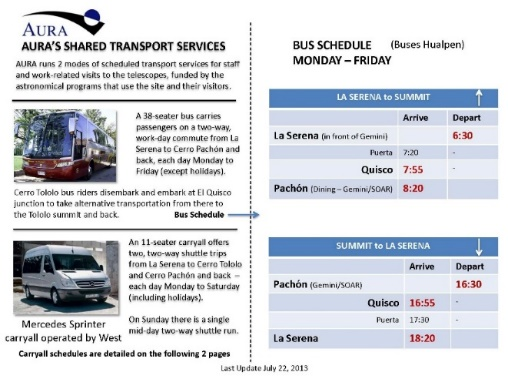 AURA
AURA'S SHARED TRANSPORT SERVICES
AURA runs 2 modes of scheduled transport services for staff
and work-related visits to the telescopes, funded by the
astronomical programs that use the site and their visitors.
A 38-seater bus carries
passengers on a two-way,
work-day commute from La
Serena to Cerro Pachón and
back, each day Monday to
Friday (except holidays).
Cerro Tololo bus riders disembark and embark at El Quisco
junction to take alternative transportation from there to
the Tololo summit and back. Bus Schedule
An 11-seater carryall offers
two, two-way shuttle trips
from La Serena to Cerro Tololo
and Cerro Pachón and back –
each day Monday to Saturday
(including holidays).
On Sunday there is a single
mid-day two-way shuttle run.
Mercedes Sprinter
carryall operated by West
Carryall schedules are detailed on the following 2 pages
BUS SCHEDULE (Buses Hualpen)
MONDAY – FRIDAY
LA SERENA to SUMMIT
Arrive Depart
La Serena (in front of Gemini) 6:30
Puerta 7:20 -
Quisco 7:55 -
Pachón (Dining – Gemini/SOAR) 8:20
SUMMIT to LA SERENA
Arrive Depart
Pachón (Gemini/SOAR) 16:30
Quisco 16:55 -
Puerta 17:30 -
La Serena 18:20
Last Update July 22, 2013